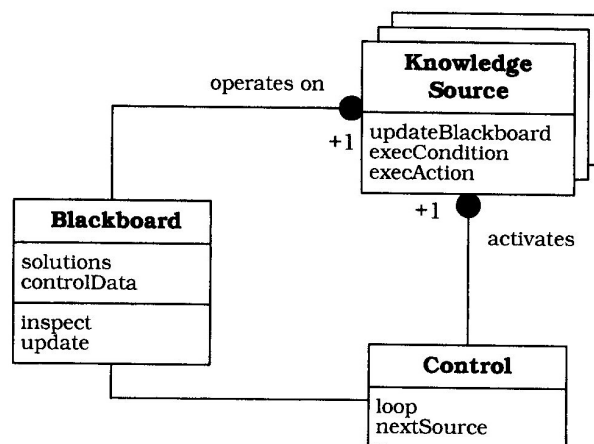 operates on
Knowledge
Source
+1
updateBlackboard
execCondition
execAction
+1
activates
Blackboard
solutions
controlData
inspect
update
Control
loop
nextSource